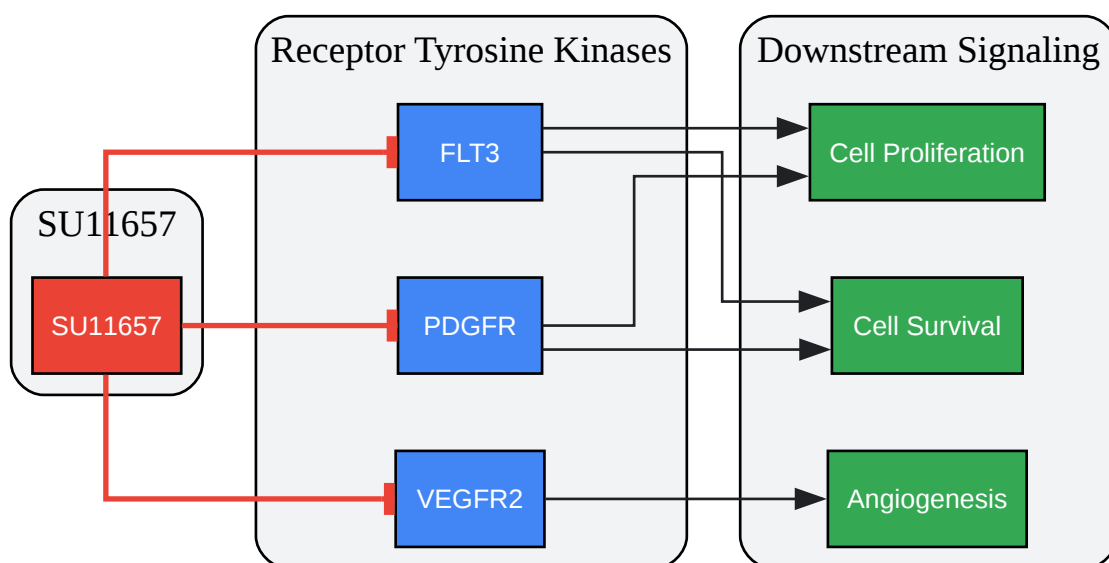 Receptor Tyrosine Kinases
Downstream Signaling
FLT3
Cell Proliferation
SU11657
SU11657
PDGFR
Cell Survival
VEGFR2
Angiogenesis